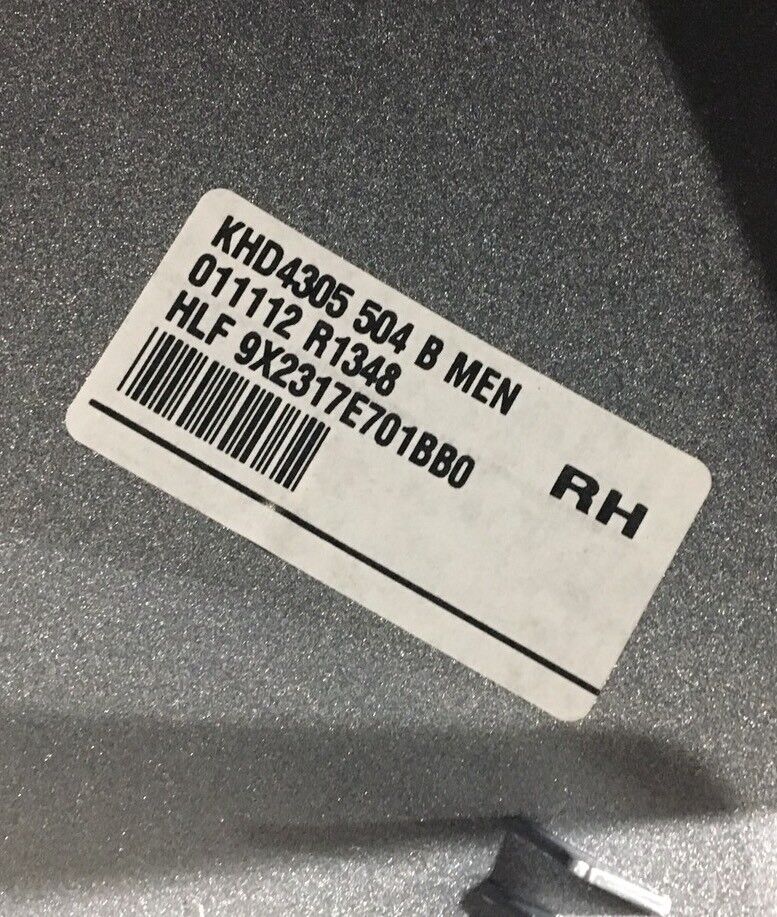 KHD4305 504 B MEN
011112 R1348
HLF 9X2317E701BB0
RH